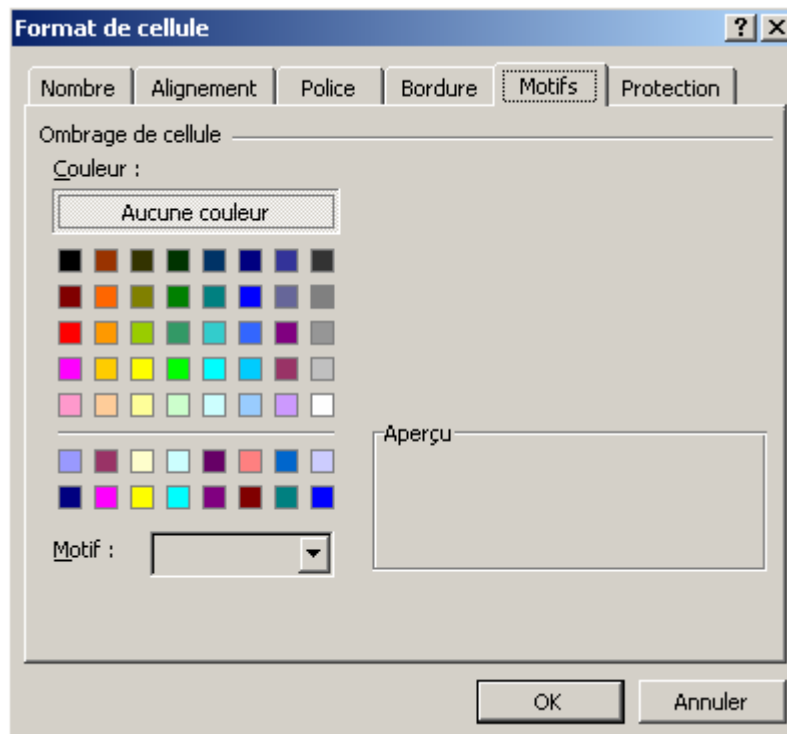 Format de cellule
Nombre Alignement Police Bordure Motifs Protection
Ombrage de cellule
Couleur :
Aucune couleur
Aperçu
Motif :
OK Annuler